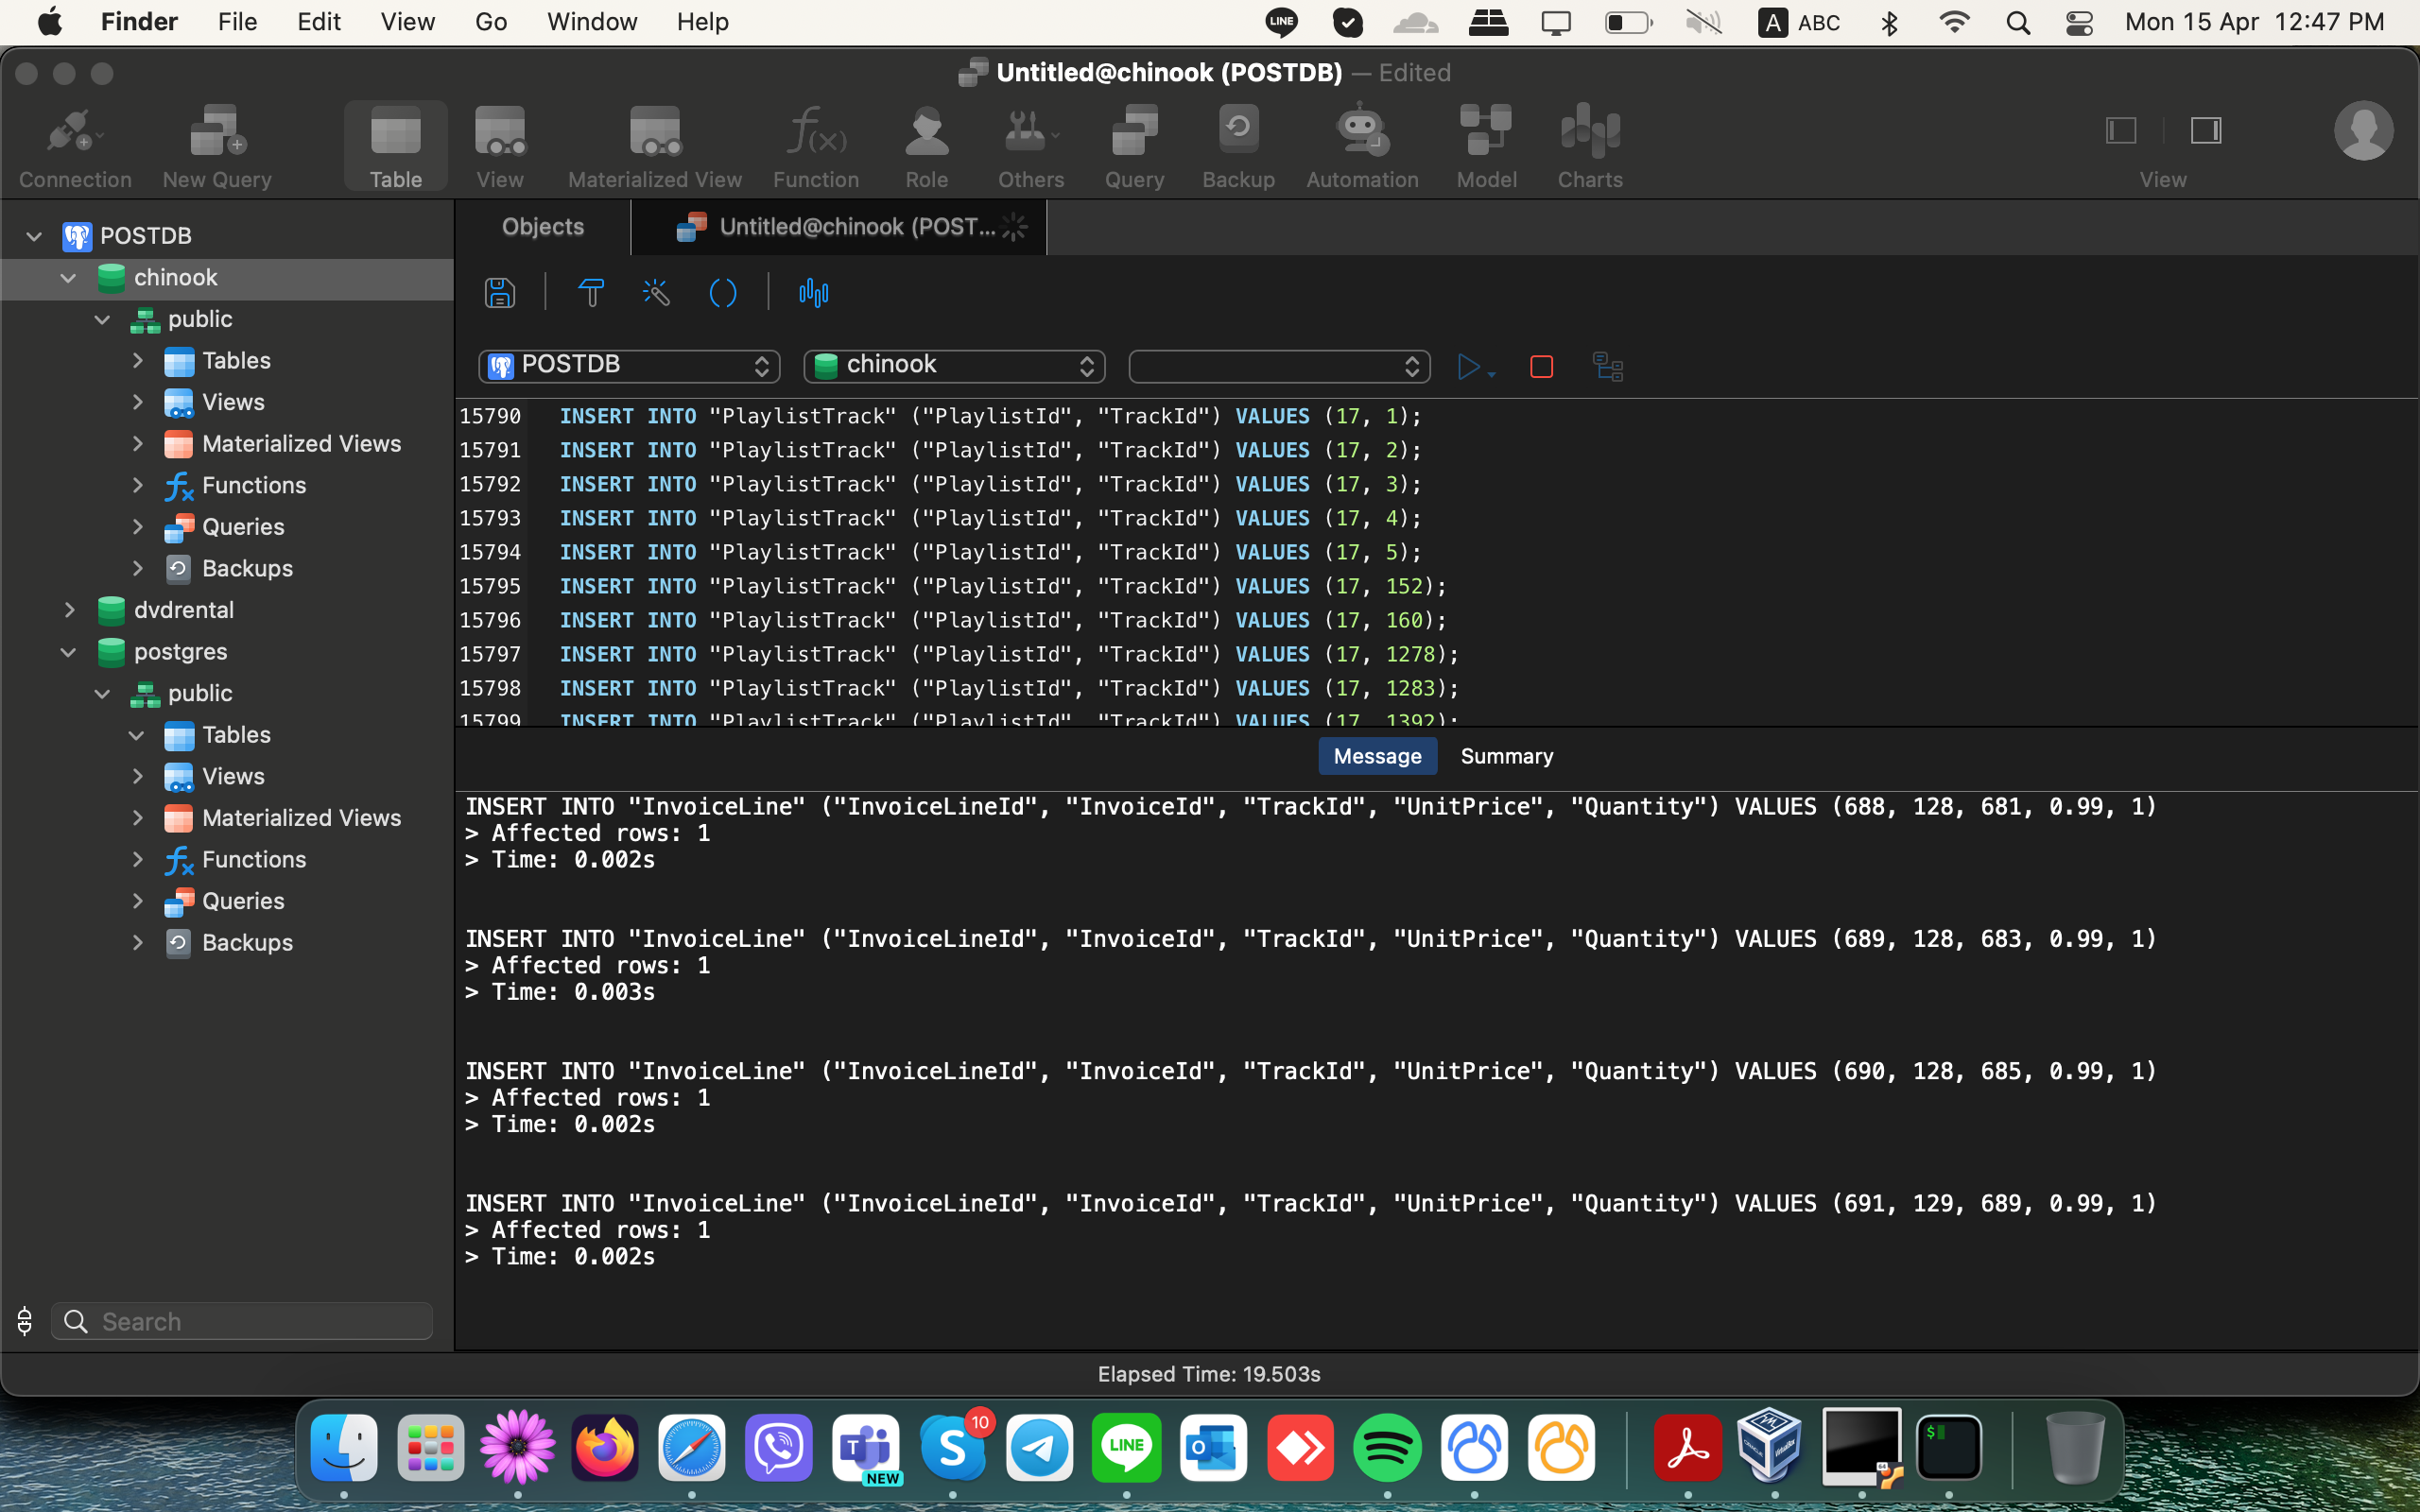 Finder File Edit View Go Window Help LINE A ABC Mon 15 Apr 12:47 PM
Untitled@chinook (POSTDB) — Edited
Connection New Query Table View Materialized View f(x) Function Role Others Query Backup Automation Model Charts View
POSTDB
chinook
public
Tables
Views
Materialized Views
Functions
Queries
Backups
dvdrental
postgres
public
Tables
Views
Materialized Views
Functions
Queries
Backups
Search
Objects Untitled@chinook (POST...
POSTDB chinook
15790 INSERT INTO "PlaylistTrack" ("PlaylistId", "TrackId") VALUES (17, 1);
15791 INSERT INTO "PlaylistTrack" ("PlaylistId", "TrackId") VALUES (17, 2);
15792 INSERT INTO "PlaylistTrack" ("PlaylistId", "TrackId") VALUES (17, 3);
15793 INSERT INTO "PlaylistTrack" ("PlaylistId", "TrackId") VALUES (17, 4);
15794 INSERT INTO "PlaylistTrack" ("PlaylistId", "TrackId") VALUES (17, 5);
15795 INSERT INTO "PlaylistTrack" ("PlaylistId", "TrackId") VALUES (17, 152);
15796 INSERT INTO "PlaylistTrack" ("PlaylistId", "TrackId") VALUES (17, 160);
15797 INSERT INTO "PlaylistTrack" ("PlaylistId", "TrackId") VALUES (17, 1278);
15798 INSERT INTO "PlaylistTrack" ("PlaylistId", "TrackId") VALUES (17, 1283);
15799 INSERT INTO "PlaylistTrack" ("PlaylistId", "TrackId") VALUES (17, 1392);
Message Summary
INSERT INTO "InvoiceLine" ("InvoiceLineId", "InvoiceId", "TrackId", "UnitPrice", "Quantity") VALUES (688, 128, 681, 0.99, 1)
> Affected rows: 1
> Time: 0.002s
INSERT INTO "InvoiceLine" ("InvoiceLineId", "InvoiceId", "TrackId", "UnitPrice", "Quantity") VALUES (689, 128, 683, 0.99, 1)
> Affected rows: 1
> Time: 0.003s
INSERT INTO "InvoiceLine" ("InvoiceLineId", "InvoiceId", "TrackId", "UnitPrice", "Quantity") VALUES (690, 128, 685, 0.99, 1)
> Affected rows: 1
> Time: 0.002s
INSERT INTO "InvoiceLine" ("InvoiceLineId", "InvoiceId", "TrackId", "UnitPrice", "Quantity") VALUES (691, 129, 689, 0.99, 1)
> Affected rows: 1
> Time: 0.002s
Elapsed Time: 19.503s
T NEW S 10 LINE O $